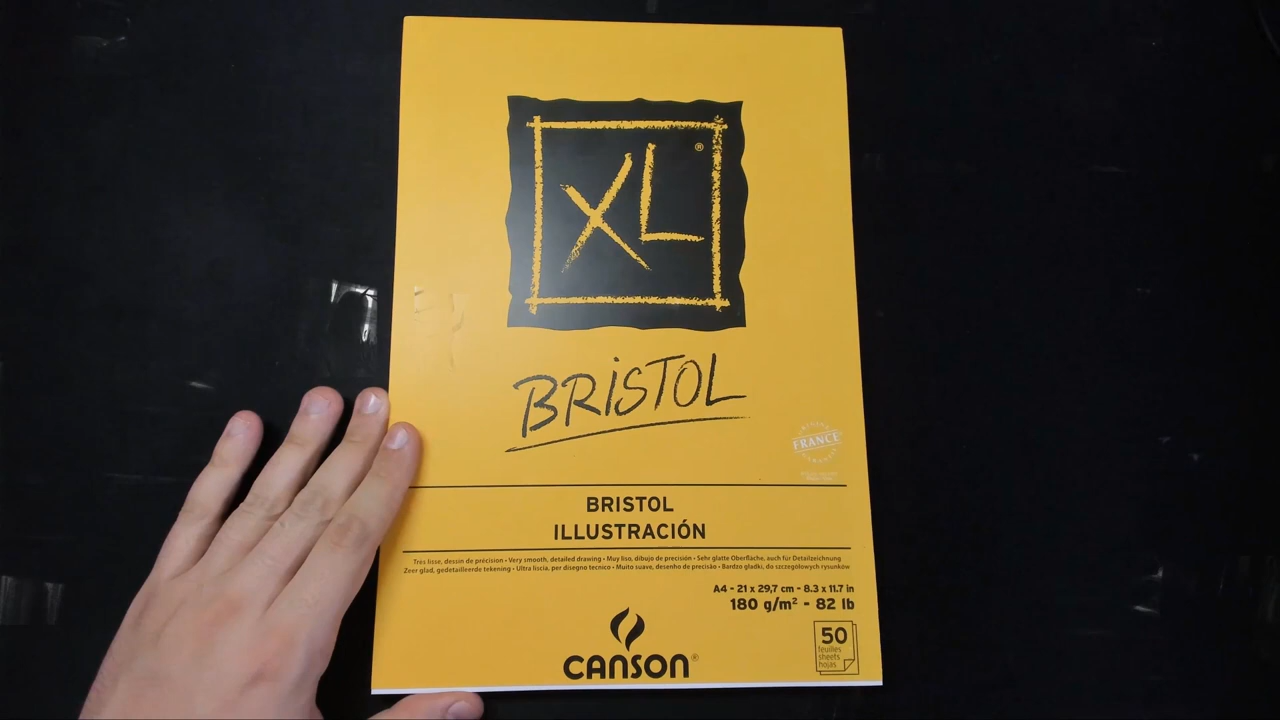 XL®
BRISTOL
ORIGINE
FRANCE
GARANTIE
BRISTOL
ILLUSTRACIÓN
Très lisse, dessin de précision • Very smooth, detailed drawing • Muy liso, dibujo de precisión • Sehr glatte Oberfläche, auch für Detailzeichnung
Zeer glad, gedetailleerde tekening • Ultra liscia, per disegno tecnico • Muito suave, desenho de precisão • Bardzo gładki, do szczegółowych rysunków
A4 - 21 x 29,7 cm - 8.3 x 11.7 in
180 g/m² - 82 lb
50
feuilles
sheets
hojas
CANSON®